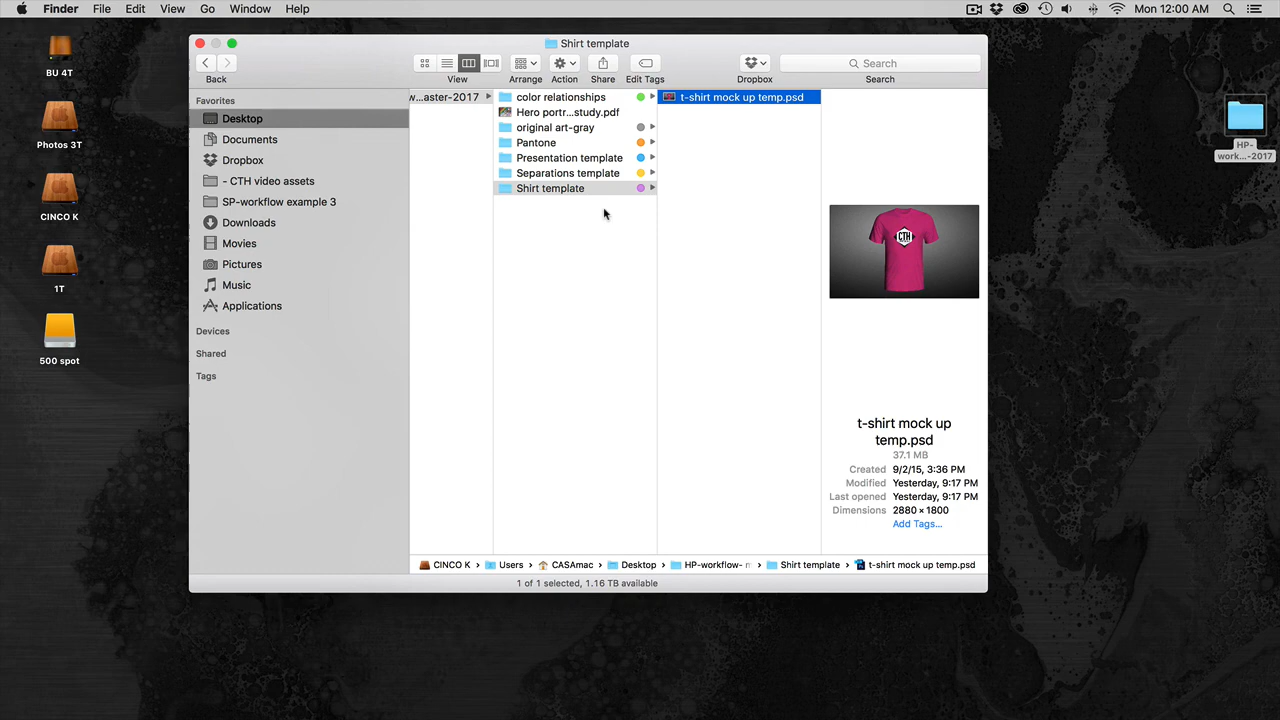 Finder File Edit View Go Window Help
Mon 12:00 AM
BU 4T
Photos 3T
CINCO K
1T
500 spot
HP-
work...-2017
Shirt template
Back
View
Arrange
Action
Share
Edit Tags
Dropbox
Search
Search
Favorites
Desktop
Documents
Dropbox
- CTH video assets
SP-workflow example 3
Downloads
Movies
Pictures
Music
Applications
Devices
Shared
Tags
w...aster-2017
color relationships
Hero portr...study.pdf
original art-gray
Pantone
Presentation template
Separations template
Shirt template
t-shirt mock up temp.psd
CTH
t-shirt mock up
temp.psd
37.1 MB
Created 9/2/15, 3:36 PM
Modified Yesterday, 9:17 PM
Last opened Yesterday, 9:17 PM
Dimensions 2880 × 1800
Add Tags...
CINCO K › Users › CASAmac › Desktop › HP-workflow- › Shirt template › t-shirt mock up temp.psd
1 of 1 selected, 1.16 TB available